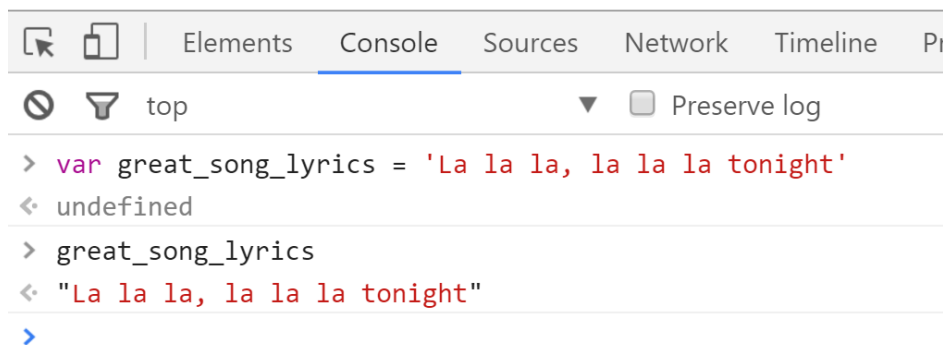 Elements Console Sources Network Timeline
top Preserve log
> var great_song_lyrics = 'La la la, la la la tonight'
undefined
> great_song_lyrics
"La la la, la la la tonight"
>